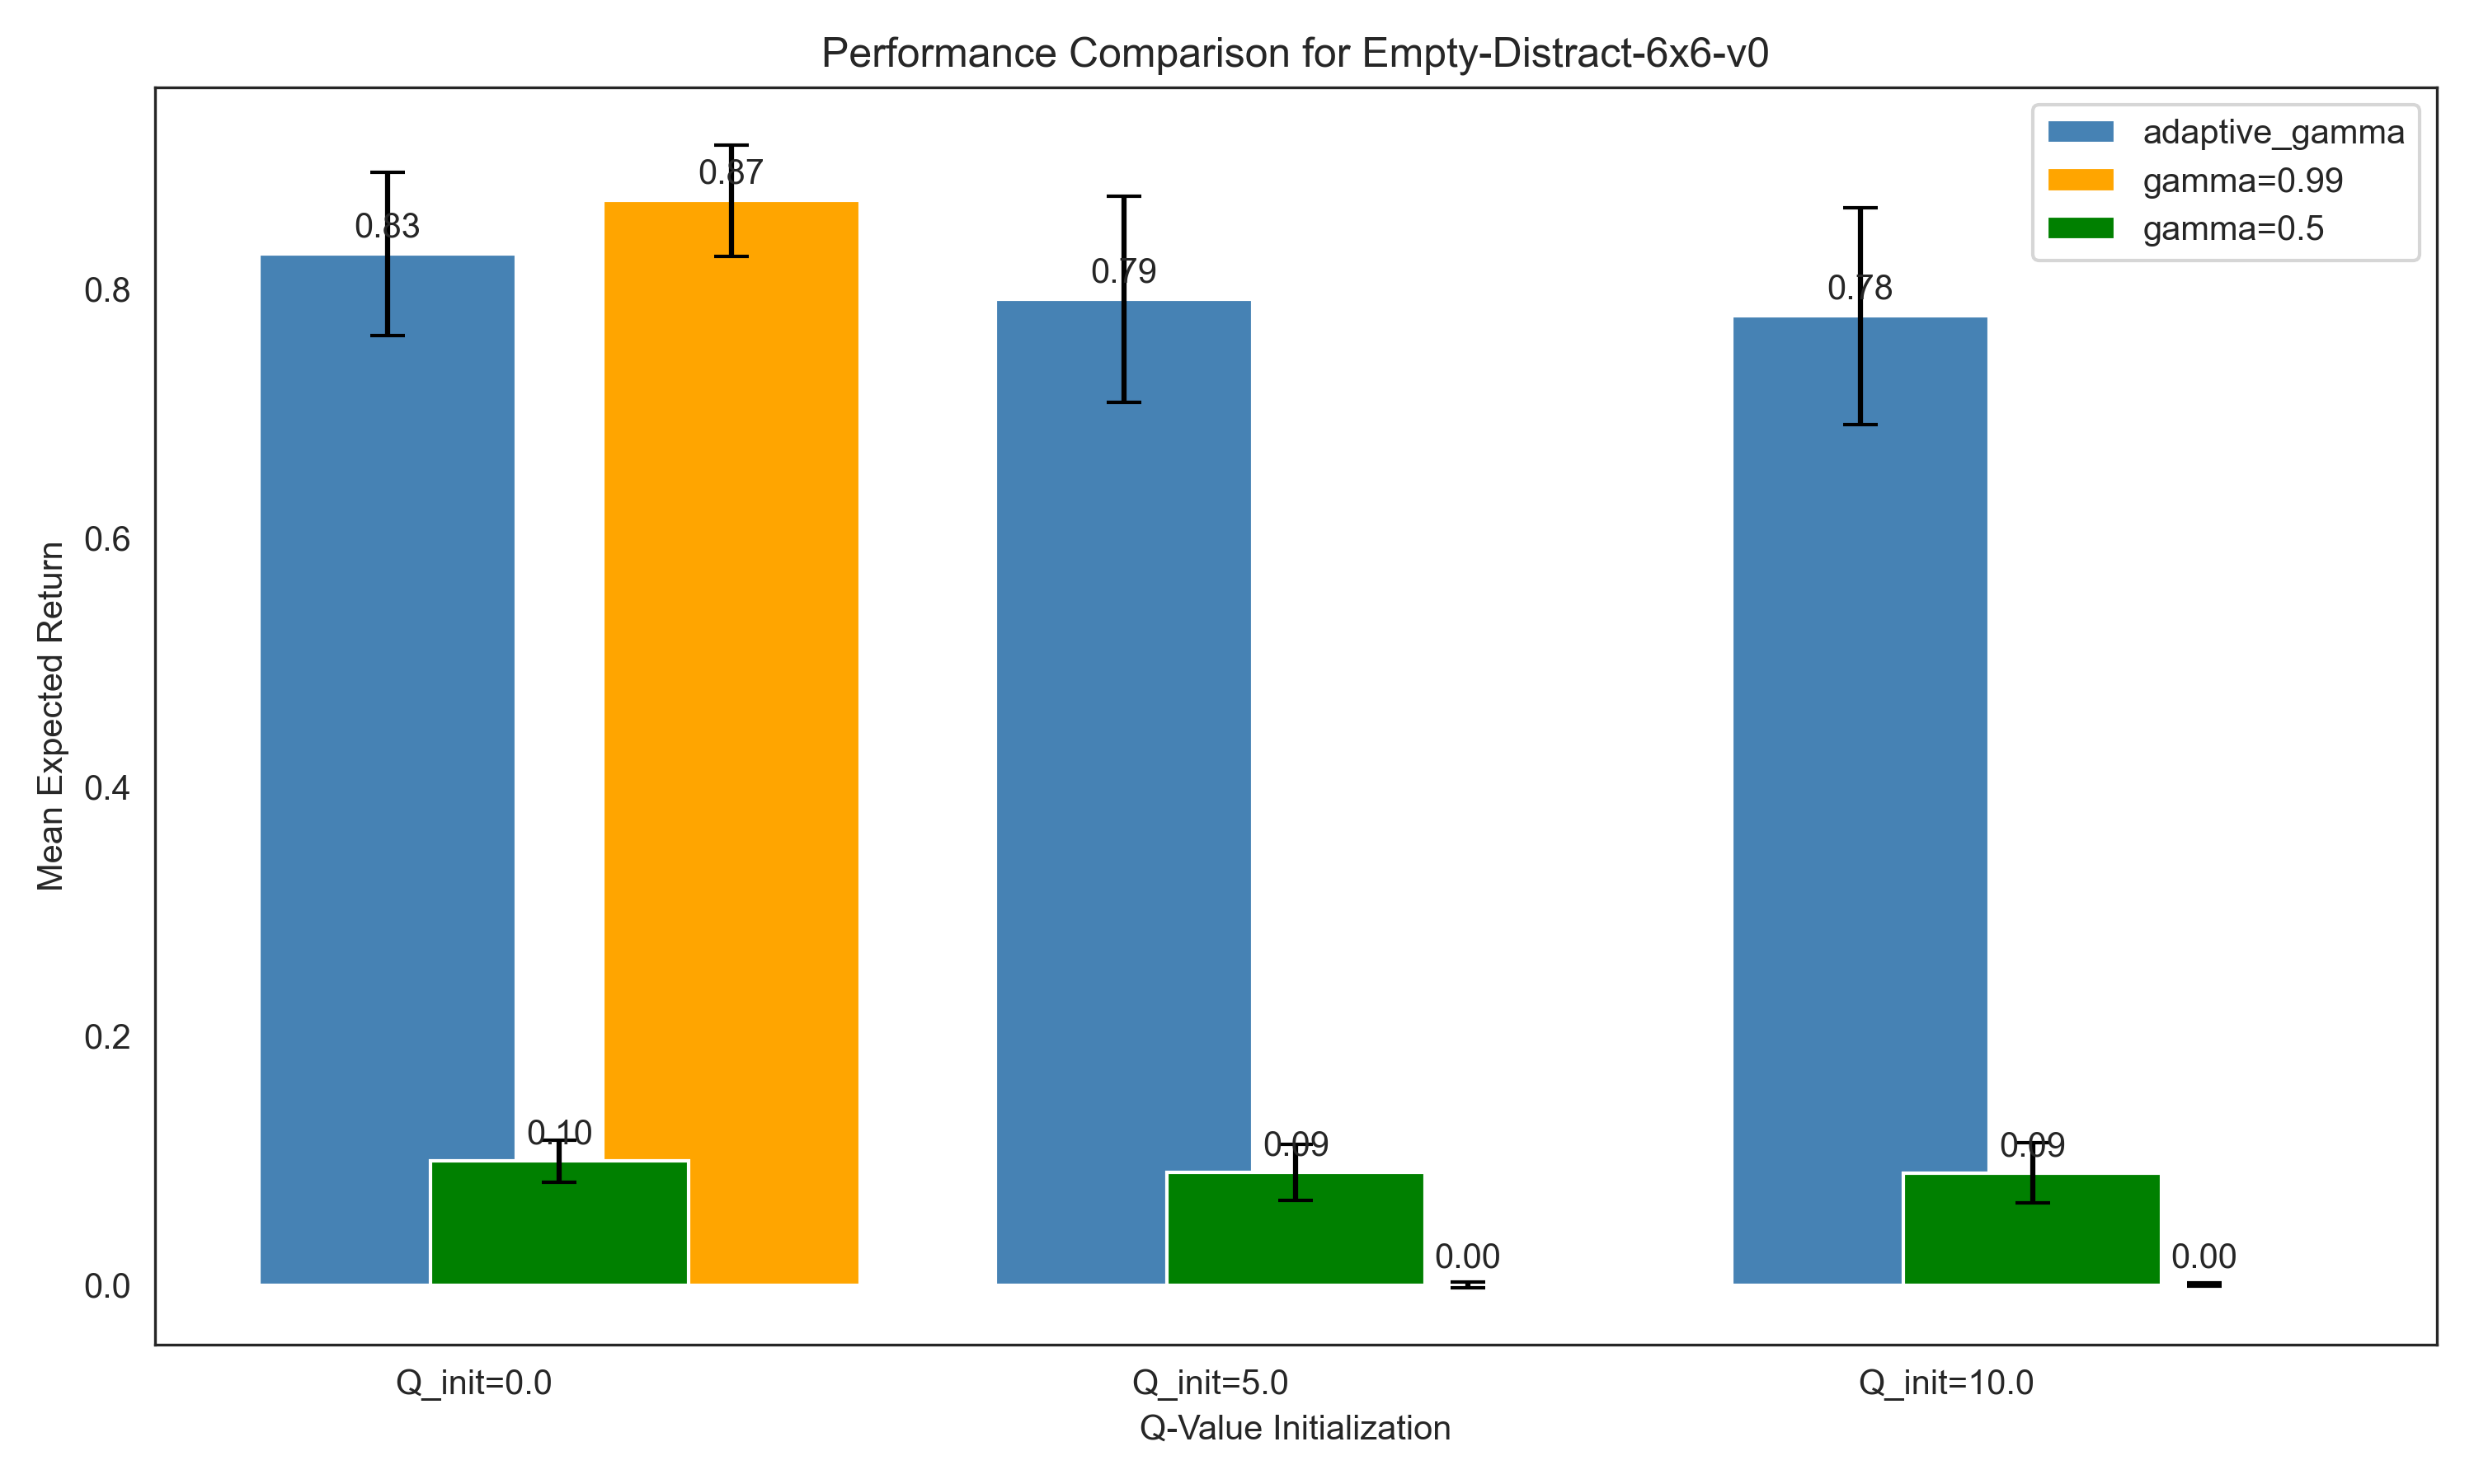 Performance Comparison for Empty-Distract-6x6-v0
adaptive_gamma
gamma=0.99
gamma=0.5
Mean Expected Return
0.8
0.6
0.4
0.2
0.0
0.83
0.87
0.10
0.79
0.09
0.00
0.78
0.09
0.00
Q_init=0.0
Q_init=5.0
Q_init=10.0
Q-Value Initialization